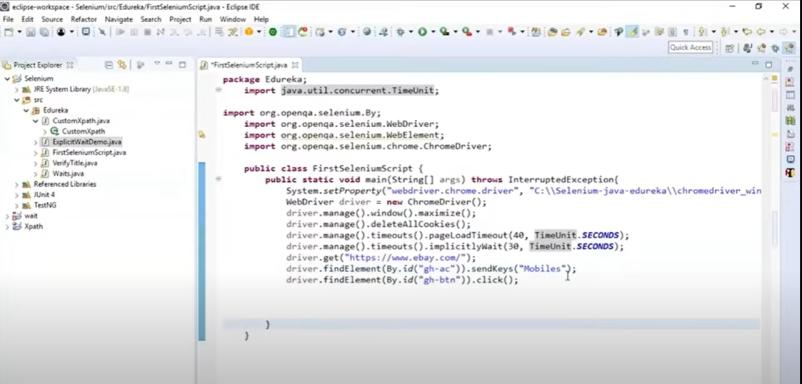 eclipse-workspace - Selenium/src/Edureka/FirstSeleniumScript.java - Eclipse IDE
File Edit Source Refactor Navigate Search Project Run Window Help
Quick Access
Project Explorer
Selenium
JRE System Library [JavaSE-1.8]
src
Edureka
CustomXpath.java
CustomXpath
ExplicitWaitDemo.java
FirstSeleniumScript.java
VerifyTitle.java
Waits.java
Referenced Libraries
JUnit 4
TestNG
wait
Xpath
*FirstSeleniumScript.java
package Edureka;
import java.util.concurrent.TimeUnit;
import org.openqa.selenium.By;
import org.openqa.selenium.WebDriver;
import org.openqa.selenium.WebElement;
import org.openqa.selenium.chrome.ChromeDriver;
public class FirstSeleniumScript {
public static void main(String[] args) throws InterruptedException{
System.setProperty("webdriver.chrome.driver", "C:\\Selenium-java-edureka\\chromedriver_win
WebDriver driver = new ChromeDriver();
driver.manage().window().maximize();
driver.manage().deleteAllCookies();
driver.manage().timeouts().pageLoadTimeout(40, TimeUnit.SECONDS);
driver.manage().timeouts().implicitlyWait(30, TimeUnit.SECONDS);
driver.get("https://www.ebay.com/");
driver.findElement(By.id("gh-ac")).sendKeys("Mobiles");
driver.findElement(By.id("gh-btn")).click();
}
}